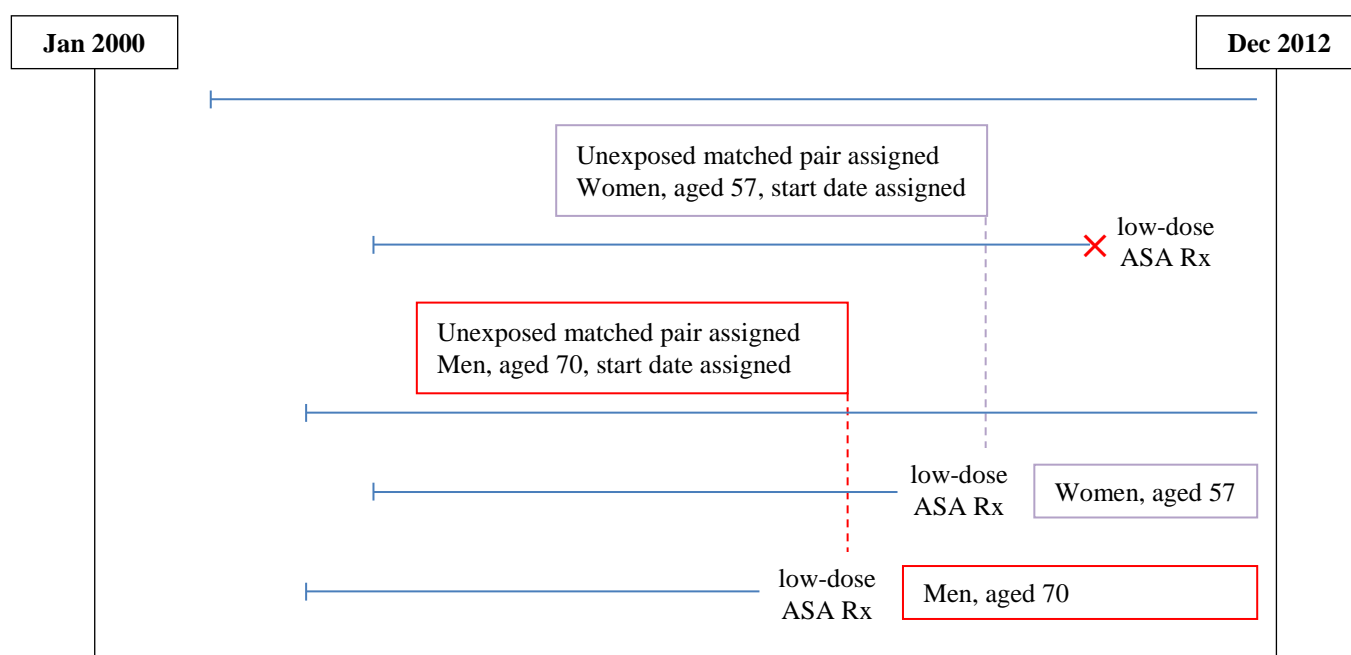 Jan 2000
Dec 2012
Unexposed matched pair assigned
Women, aged 57, start date assigned
low-dose
ASA Rx
Unexposed matched pair assigned
Men, aged 70, start date assigned
low-dose
ASA Rx
Women, aged 57
low-dose
ASA Rx
Men, aged 70